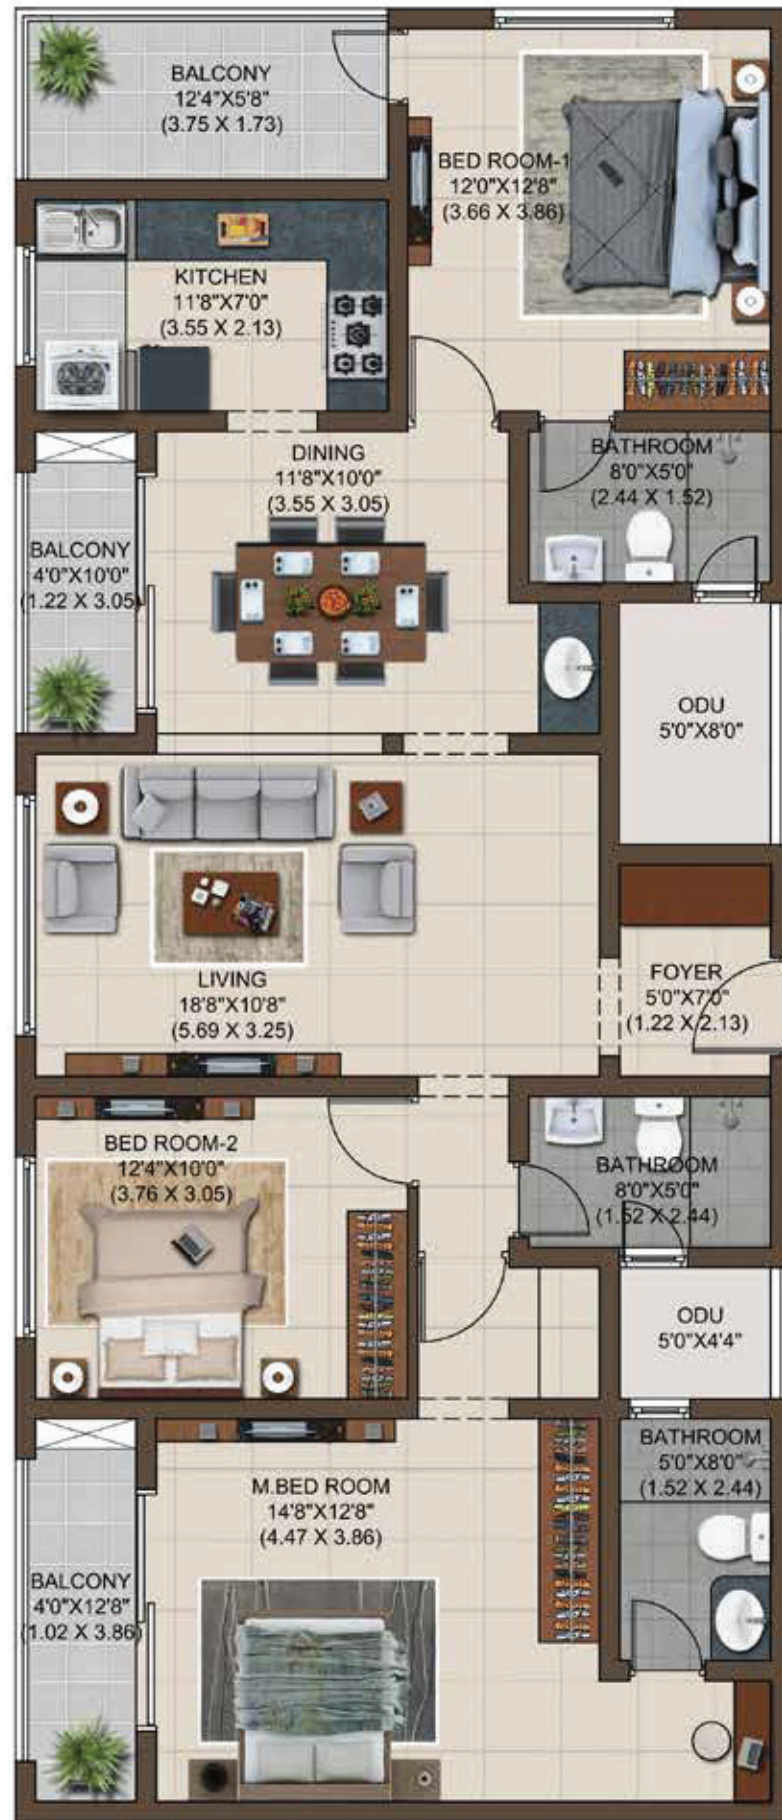 BALCONY
12'4"X5'8"
(3.75 X 1.73)
BED ROOM-1
12'0"X12'8"
(3.66 X 3.86)
KITCHEN
11'8"X7'0"
(3.55 X 2.13)
DINING
11'8"X10'0"
(3.55 X 3.05)
BATHROOM
8'0"X5'0"
(2.44 X 1.52)
BALCONY
4'0"X10'0"
(1.22 X 3.05)
ODU
5'0"X8'0"
LIVING
18'8"X10'8"
(5.69 X 3.25)
FOYER
5'0"X7'0"
(1.22 X 2.13)
BED ROOM-2
12'4"X10'0"
(3.76 X 3.05)
BATHROOM
8'0"X5'0"
(1.52 X 2.44)
ODU
5'0"X4'4"
M.BED ROOM
14'8"X12'8"
(4.47 X 3.86)
BATHROOM
5'0"X8'0"
(1.52 X 2.44)
BALCONY
4'0"X12'8"
(1.02 X 3.86)